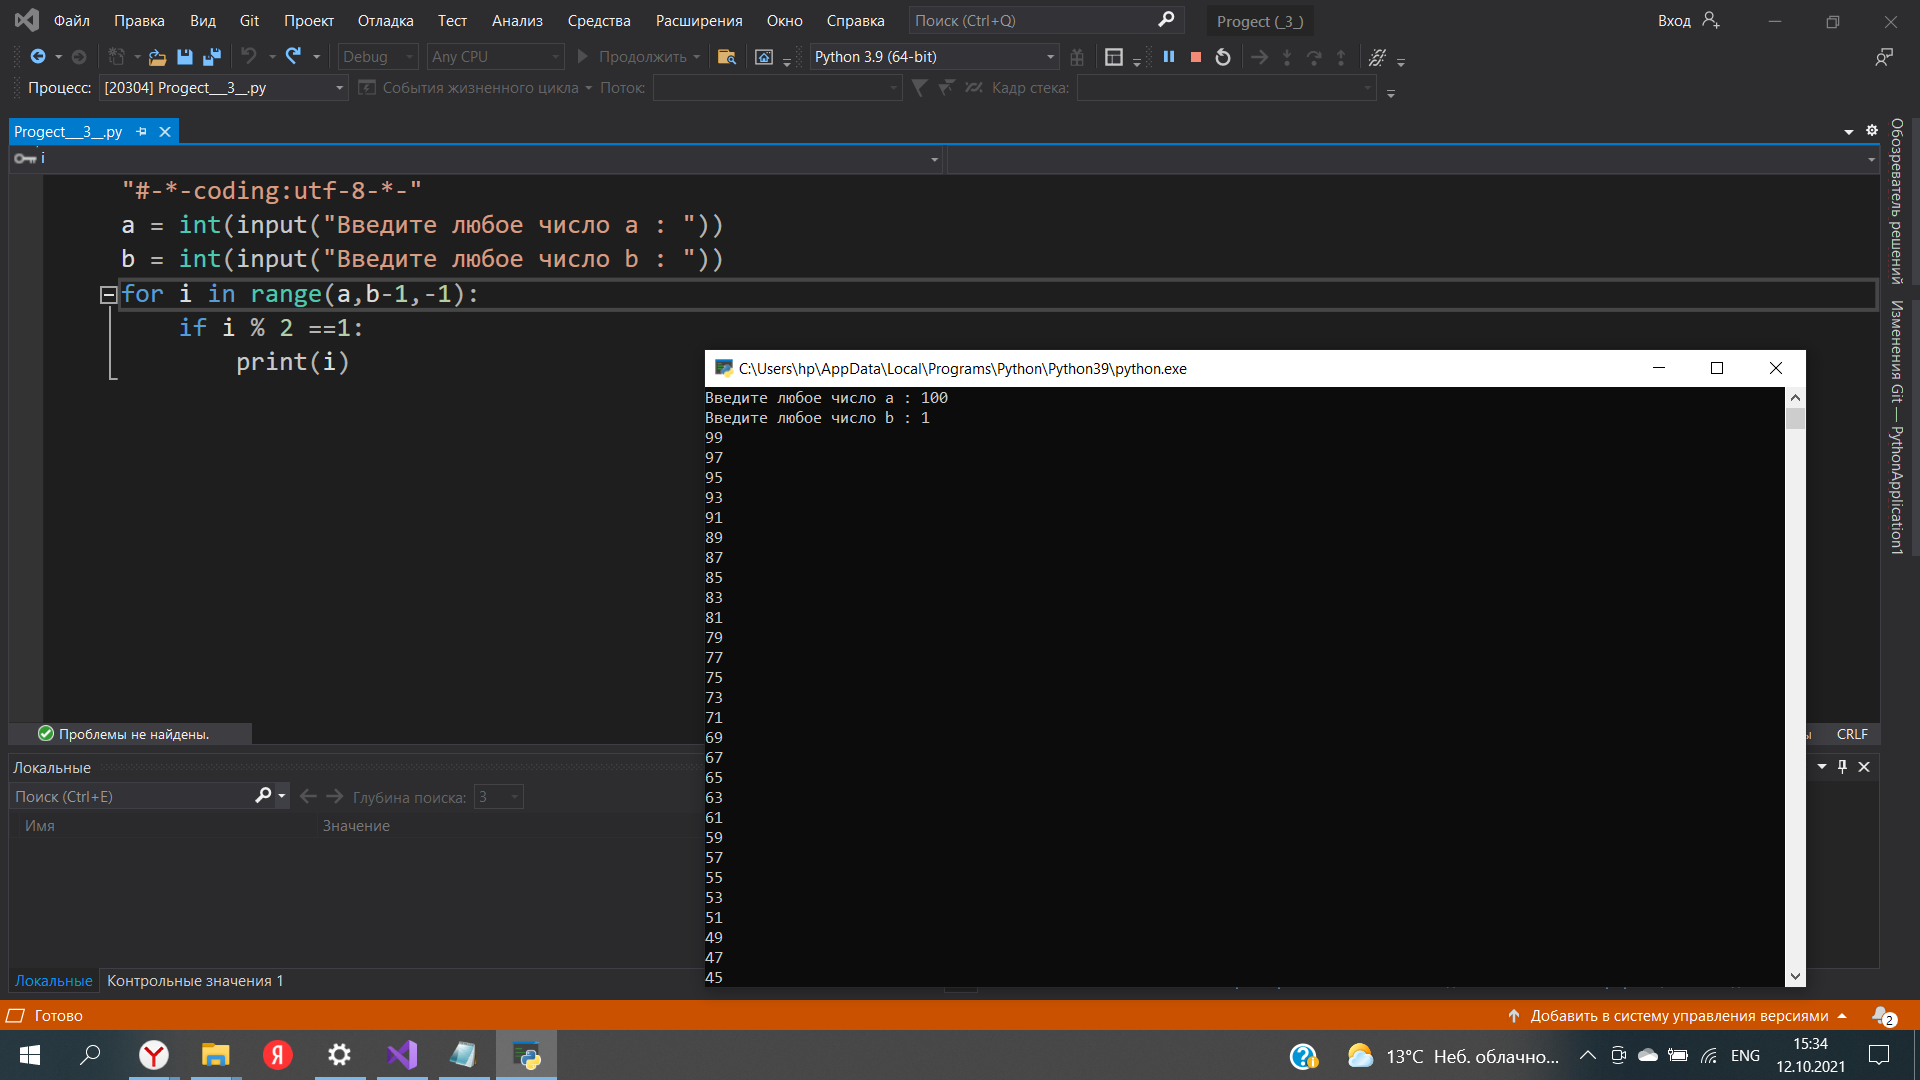 Файл Правка Вид Git Проект Отладка Тест Анализ Средства Расширения Окно Справка Поиск (Ctrl+Q) Progect (_3_) Вход
Debug Any CPU Продолжить Python 3.9 (64-bit)
Процесс: [20304] Progect__3_.py События жизненного цикла Поток: Кадр стека:
Progect__3_.py
i
"#-*-coding:utf-8-*-"
a = int(input("Введите любое число a : "))
b = int(input("Введите любое число b : "))
for i in range(a,b-1,-1):
if i % 2 ==1:
print(i)
Обозреватель решений
Изменения Git — PythonApplication1
C:\Users\hp\AppData\Local\Programs\Python\Python39\python.exe
Введите любое число a : 100
Введите любое число b : 1
99
97
95
93
91
89
87
85
83
81
79
77
75
73
71
69
67
65
63
61
59
57
55
53
51
49
47
45
Проблемы не найдены.
CRLF
Локальные
Поиск (Ctrl+E) Глубина поиска: 3
Имя Значение
Локальные Контрольные значения 1
Готово Добавить в систему управления версиями 2
13°C Неб. облачно... ENG 15:34
12.10.2021